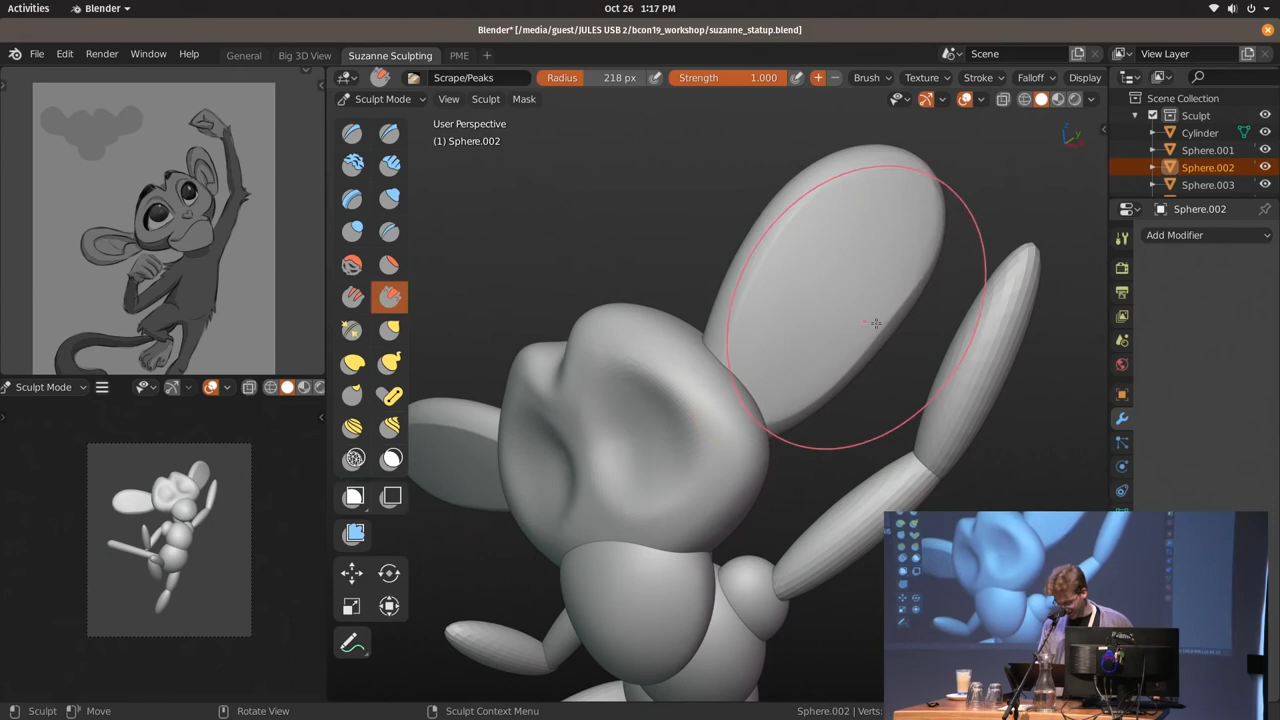 Activities
Blender
Oct 26 1:17 PM
Blender* [/media/guest/JULES USB 2/bcon19_workshop/suzanne_statup.blend]
File Edit Render Window Help
General Big 3D View Suzanne Sculpting PME +
Scene
View Layer
Scrape/Peaks
Radius 218 px
Strength 1.000
Brush Texture Stroke Falloff Display
Sculpt Mode View Sculpt Mask
User Perspective
(1) Sphere.002
Scene Collection
Sculpt
Cylinder
Sphere.001
Sphere.002
Sphere.003
Sphere.002
Add Modifier
Sculpt Mode
Sculpt Move Rotate View Sculpt Context Menu
Sphere.002 | Verts: